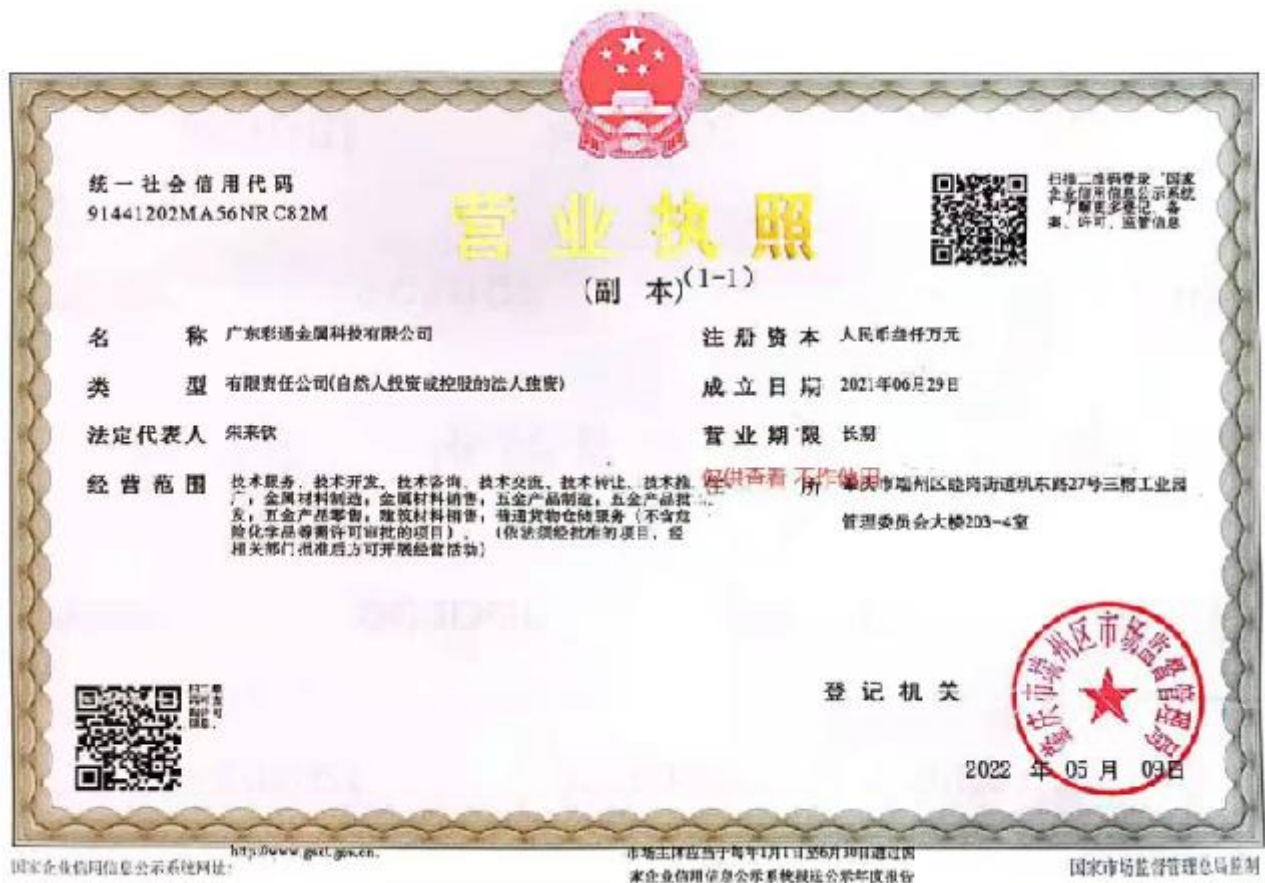 统一社会信用代码
91441202MA56NRC82M
营业执照
(副 本)(1-1)
扫描二维码登录“国家
企业信用信息公示系统”
了解更多登记、备
案、许可、监管信息
名 称 广东彩通金属科技有限公司
类 型 有限责任公司(自然人投资或控股的法人独资)
法定代表人 来钦
经营范围 技术服务、技术开发、技术咨询、技术交流、技术转让、技术推
广;金属材料制造;金属材料销售;五金产品制造;五金产品批
发;五金产品零售;建筑材料销售;普通货物仓储服务(不含危
险化学品等需许可审批的项目)。(依法须经批准的项目,经
相关部门批准后方可开展经营活动)
注册资本 人民币叁仟万元
成立日期 2021年06月29日
营业期限 长期
仅供查看 不作他用
住 所 肇庆市端州区睦岗街道机东路27号三榕工业园
管理委员会大楼203-4室
登记机关
肇庆市端州区市场监督管理局
2022 年 05 月 09日
国家企业信用信息公示系统网址:
http://www.gsxt.gov.cn.
市场主体应当于每年1月1日至6月30日通过国
家企业信用信息公示系统报送公示年度报告
国家市场监督管理总局监制